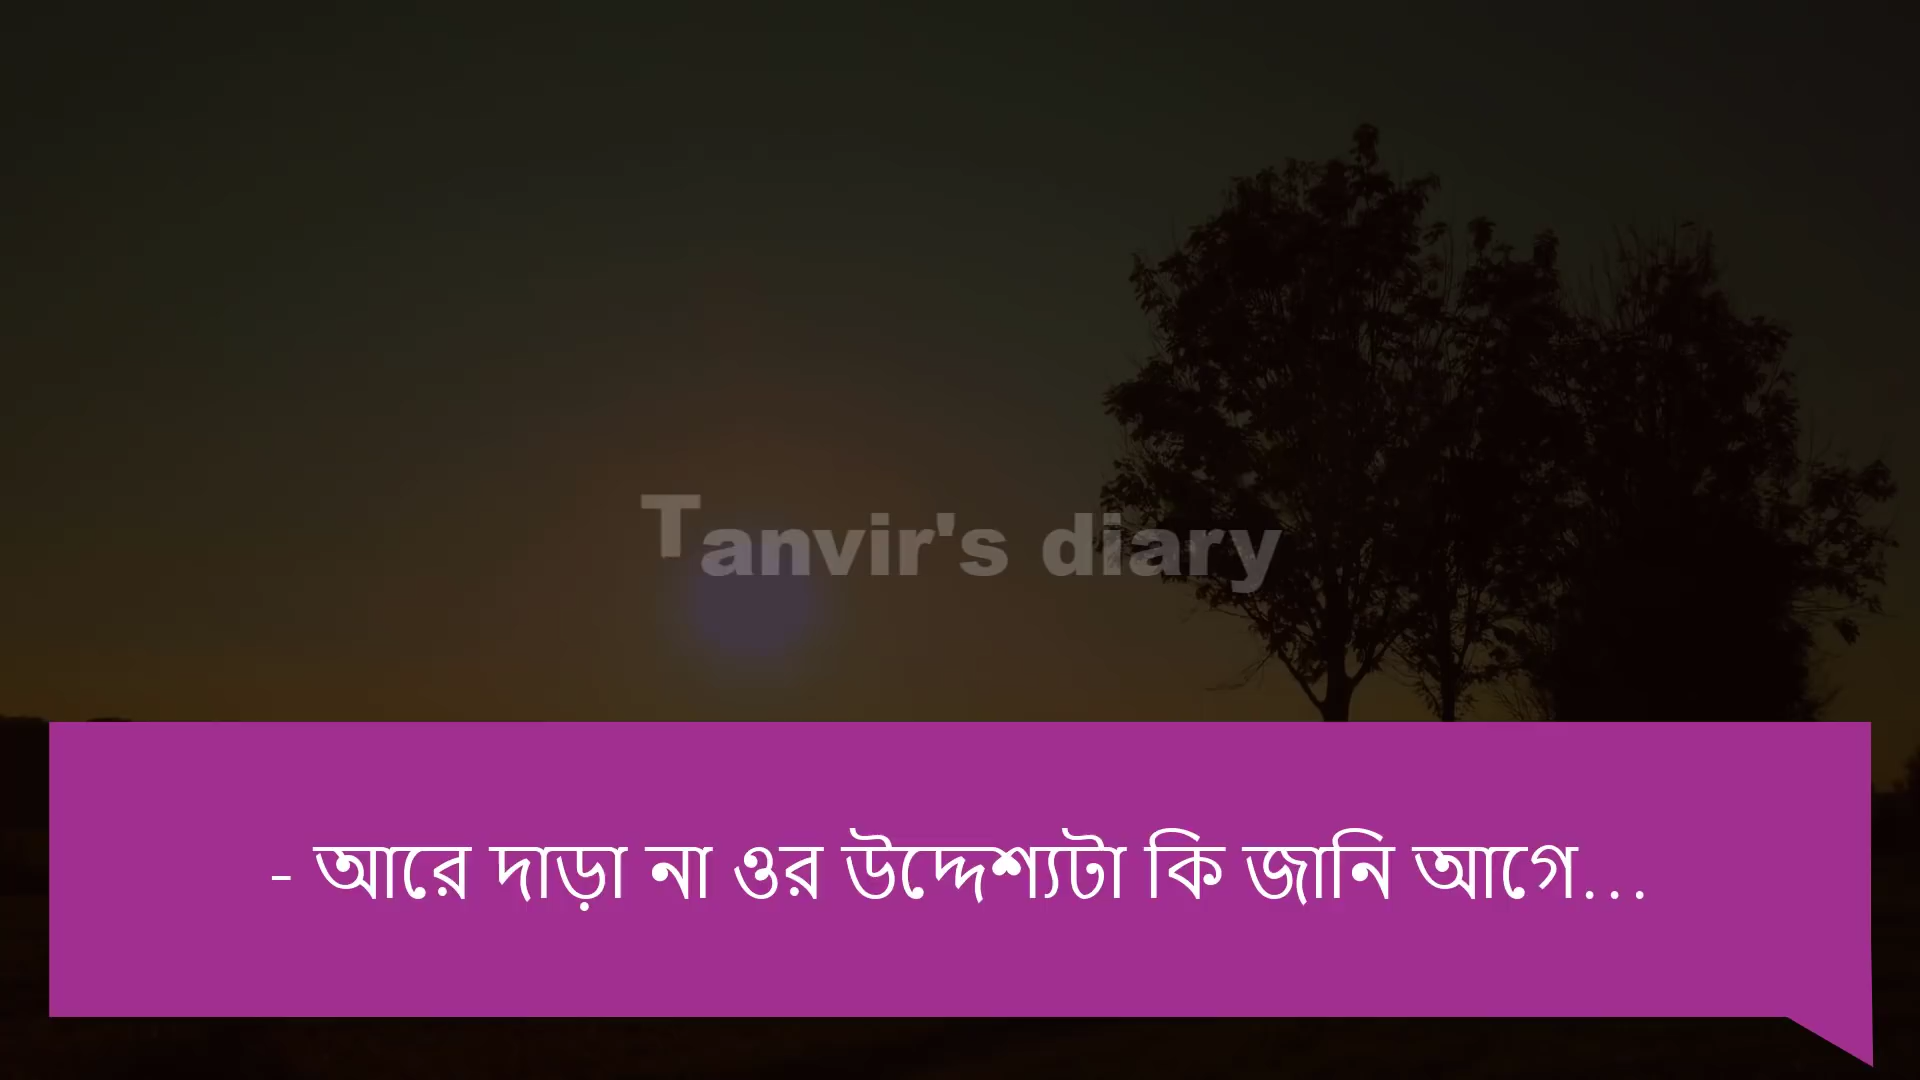 Tanvir's diary
- আরে দাড়া না ওর উদ্দেশ্যটা কি জানি আগে...